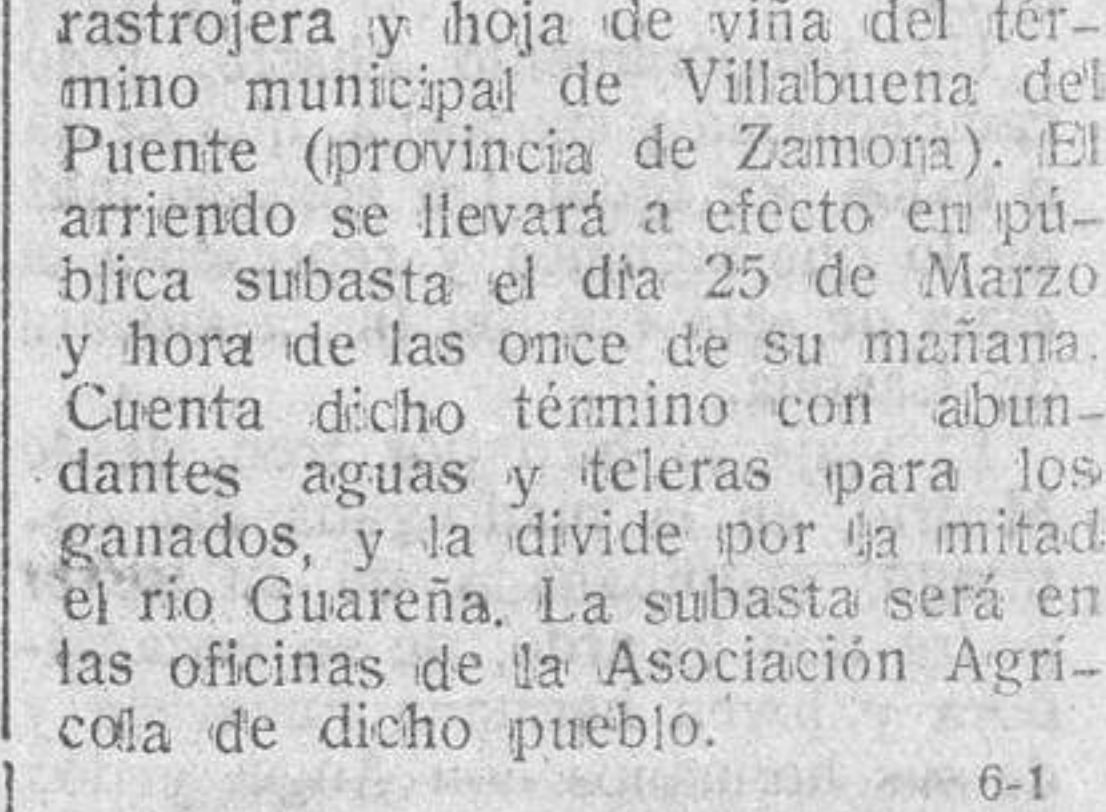 rastrojera y hoja de viña del tér-
mino municipal de Villabuena del
Puente (provincia de Zamora). El
arriendo se llevará a efecto en pú-
blica subasta el día 25 de Marzo
y hora de las once de su mañana.
Cuenta dicho término con abun-
dantes aguas y teleras para los
ganados, y la divide por la mitad
el rio Guareña. La subasta será en
las oficinas de la Asociación Agrí-
cola de dicho pueblo.
6-1